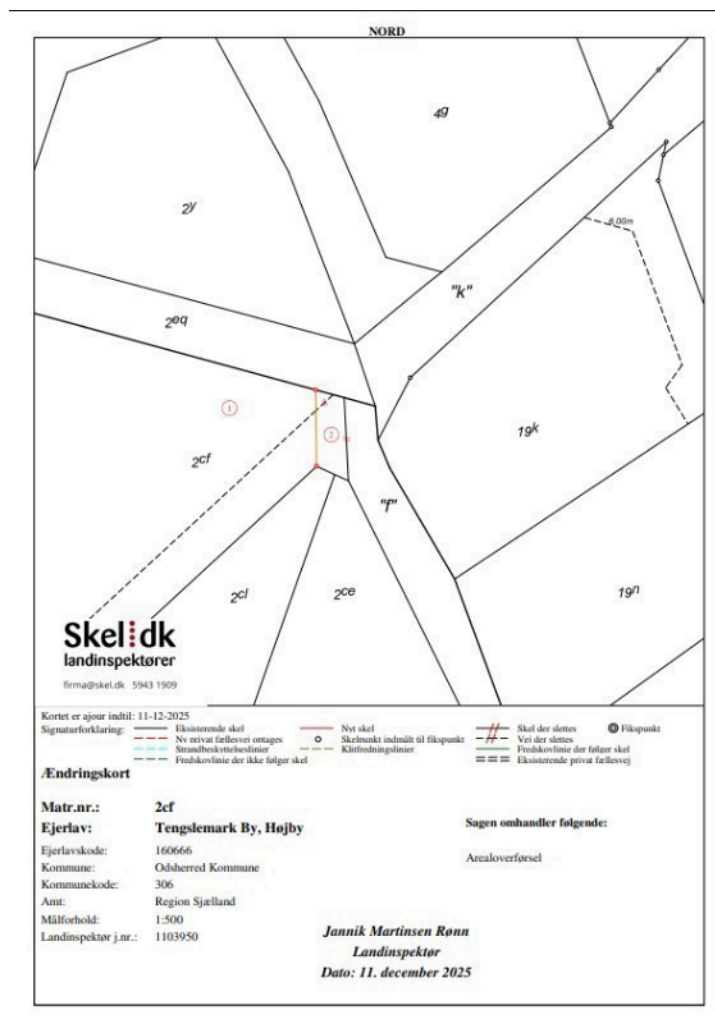 NORD
4g
2y
6,00m
"k"
2eq
1
2
19k
2cf
"f"
2cl
2ce
19n
Skel dk
landinspektører
firma@skel.dk 5943 1909
Kortet er ajour indtil: 11-12-2025
Signaturforklaring:
Eksisterende skel
Nyt skel
Skel der slettes
Fikspunkt
Nv privat fællesvej optages
Skelpunkt indmålt til fikspunkt
Vej der slettes
Strandbeskyttelseslinier
Klitfredningslinier
Fredskovlinie der følger skel
Fredskovlinie der ikke følger skel
Eksisterende privat fællesvej
Ændringskort
Matr.nr.: 2cf
Ejerlav: Tengslemark By, Højby
Sagen omhandler følgende:
Ejerlavskode: 160666
Arealoverførsel
Kommune: Odsherred Kommune
Kommunekode: 306
Amt: Region Sjælland
Målforhold: 1:500
Landinspektør j.nr.: 1103950
Jannik Martinsen Rønn
Landinspektør
Dato: 11. december 2025